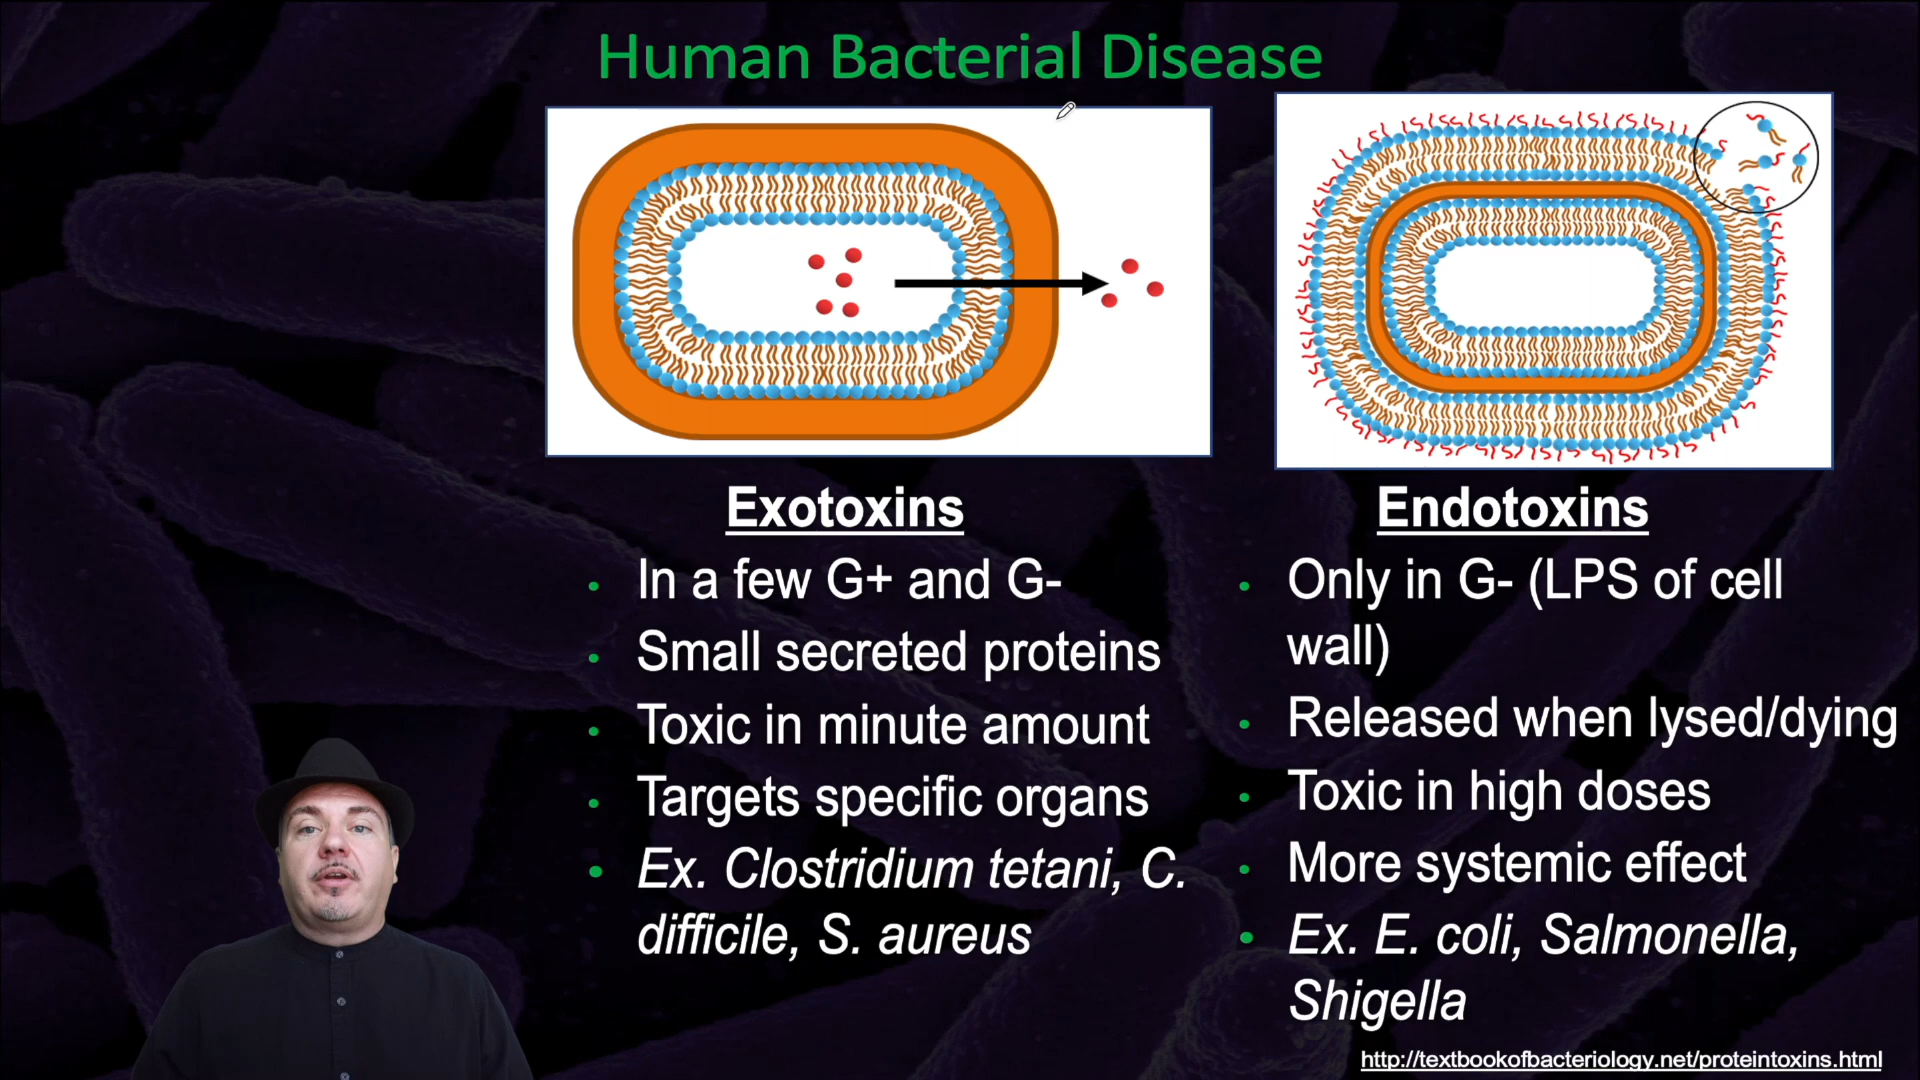 Human Bacterial Disease
Exotoxins
In a few G+ and G-
Small secreted proteins
Toxic in minute amount
Targets specific organs
Ex. Clostridium tetani, C.
difficile, S. aureus
Endotoxins
Only in G- (LPS of cell
wall)
Released when lysed/dying
Toxic in high doses
More systemic effect
Ex. E. coli, Salmonella,
Shigella
http://textbookofbacteriology.net/proteintoxins.html